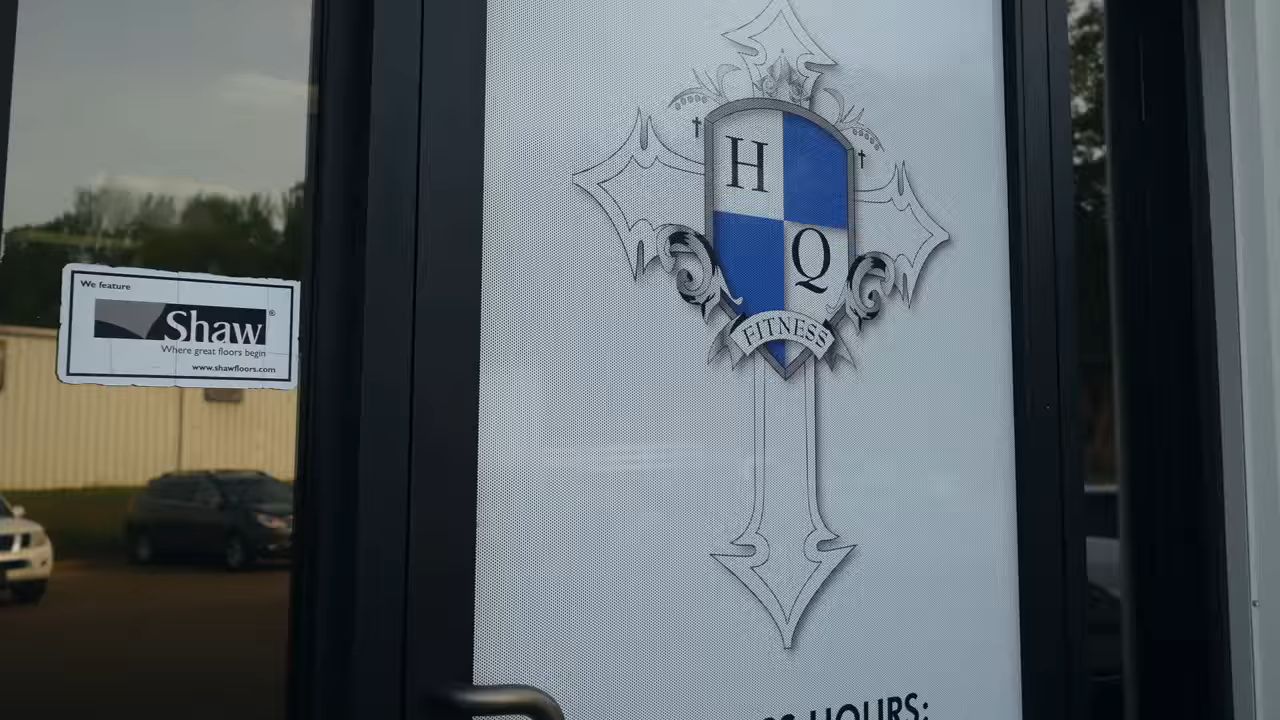 We feature
Shaw®
Where great floors begin
www.shawfloors.com
H
Q
FITNESS
HOURS: